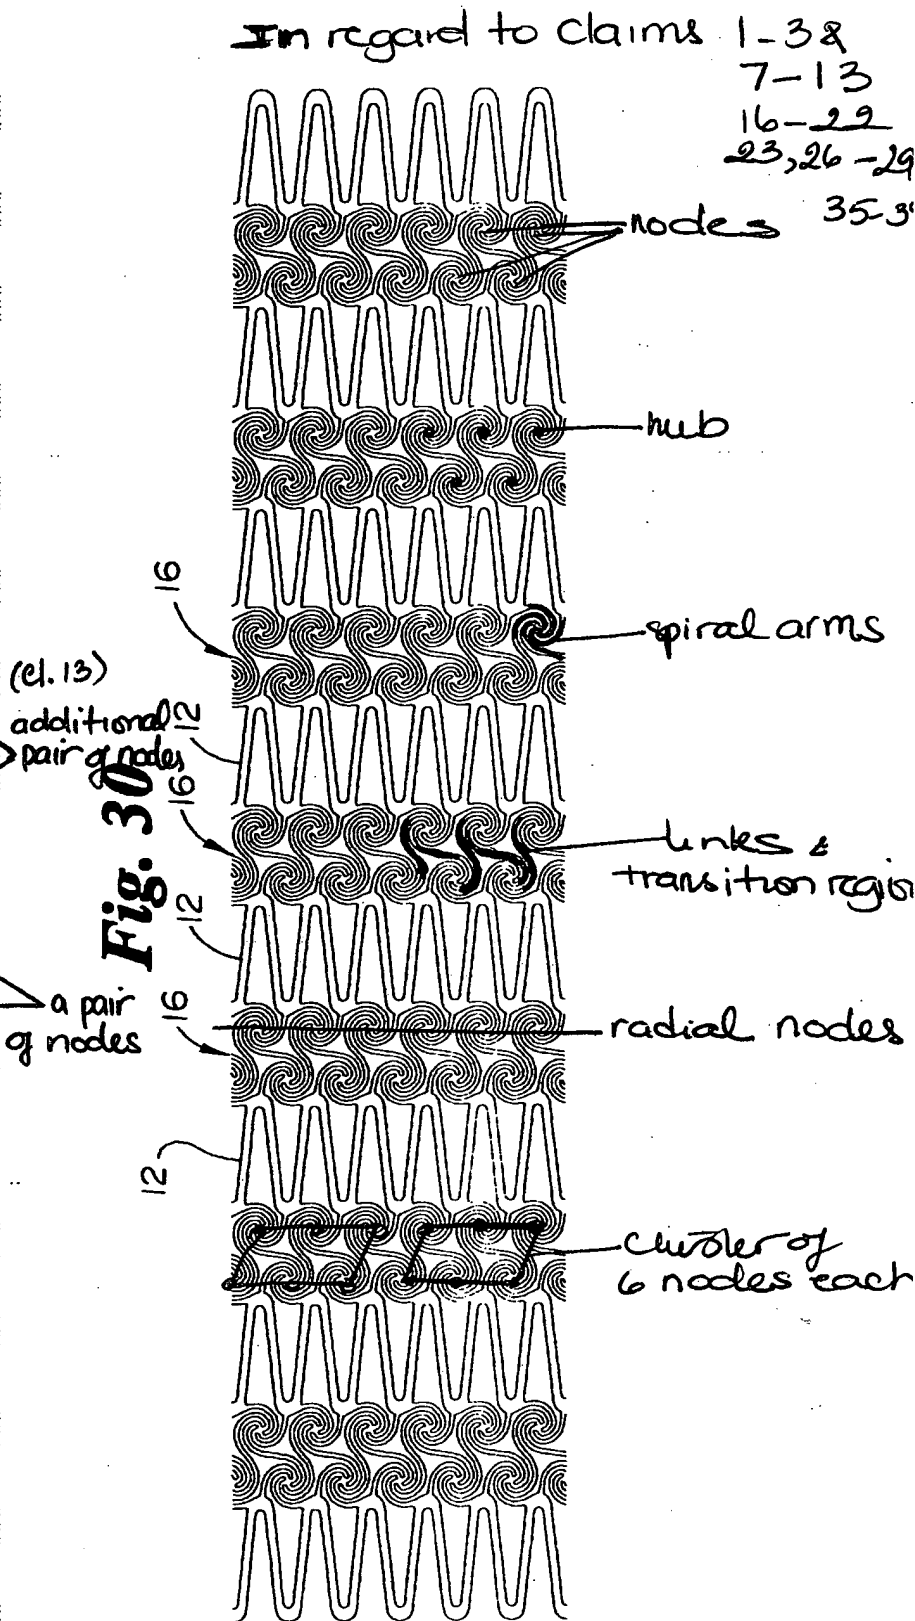 In regard to claims 1-3 &
7-13
16-22
23,26-29
35-3
nodes
hub
16
spiral arms
(cl.13)
additional
pair of nodes
12
16
Fig. 30
links &
transition region
12
a pair
of nodes
16
radial nodes
12
cluster of
6 nodes each